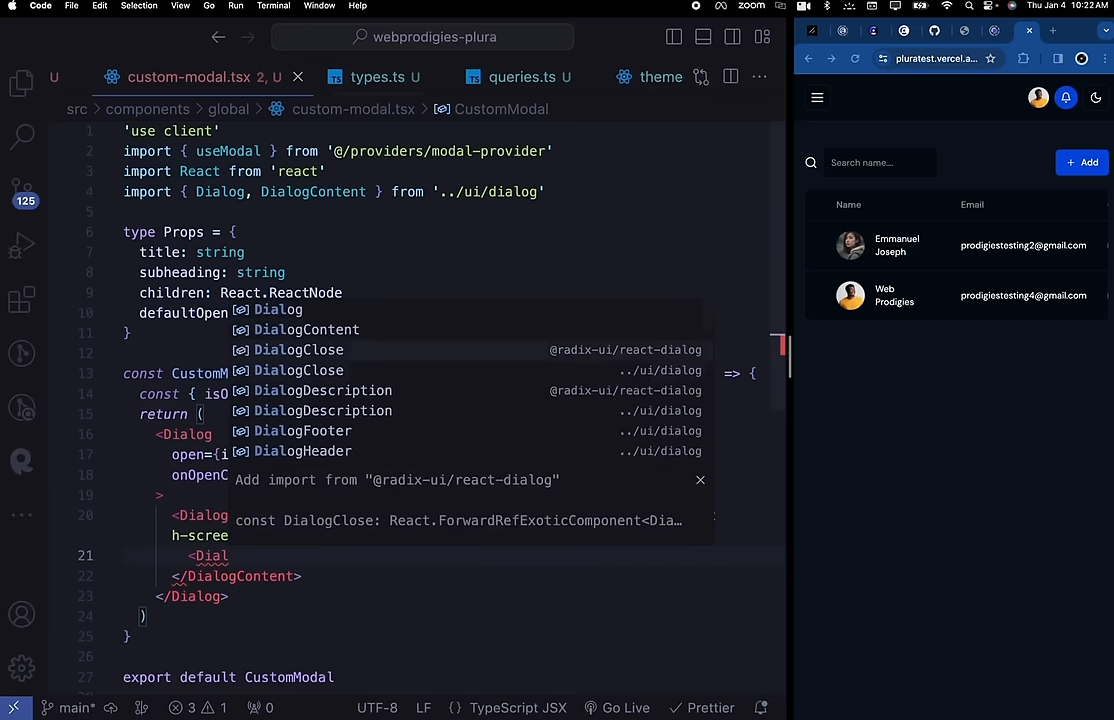 Code File Edit Selection View Go Run Terminal Window Help zoom Thu Jan 4 10:22 AM
webprodigies-plura
U custom-modal.tsx 2, U types.ts U queries.ts U theme
src > components > global > custom-modal.tsx > CustomModal
1 'use client'
2 import { useModal } from '@/providers/modal-provider'
3 import React from 'react'
4 import { Dialog, DialogContent } from '../ui/dialog'
5
6 type Props = {
7 title: string
8 subheading: string
9 children: React.ReactNode
10 defaultOpen
11 }
12
13 const CustomM => {
14 const { isO
15 return (
16 <Dialog
17 open={i
18 onOpenC
19 >
20 <Dialog
h-scree
21 <Dial
22 </DialogContent>
23 </Dialog>
24 )
25 }
26
27 export default CustomModal
Dialog
DialogContent
DialogClose @radix-ui/react-dialog
DialogClose ../ui/dialog
DialogDescription @radix-ui/react-dialog
DialogDescription ../ui/dialog
DialogFooter ../ui/dialog
DialogHeader ../ui/dialog
Add import from "@radix-ui/react-dialog"
const DialogClose: React.ForwardRefExoticComponent<Dia…
125
main* 3 1 0 UTF-8 LF {} TypeScript JSX Go Live Prettier
pluratest.vercel.a...
Search name...
+ Add
Name Email
Emmanuel
Joseph
prodigiestesting2@gmail.com
Web
Prodigies
prodigiestesting4@gmail.com